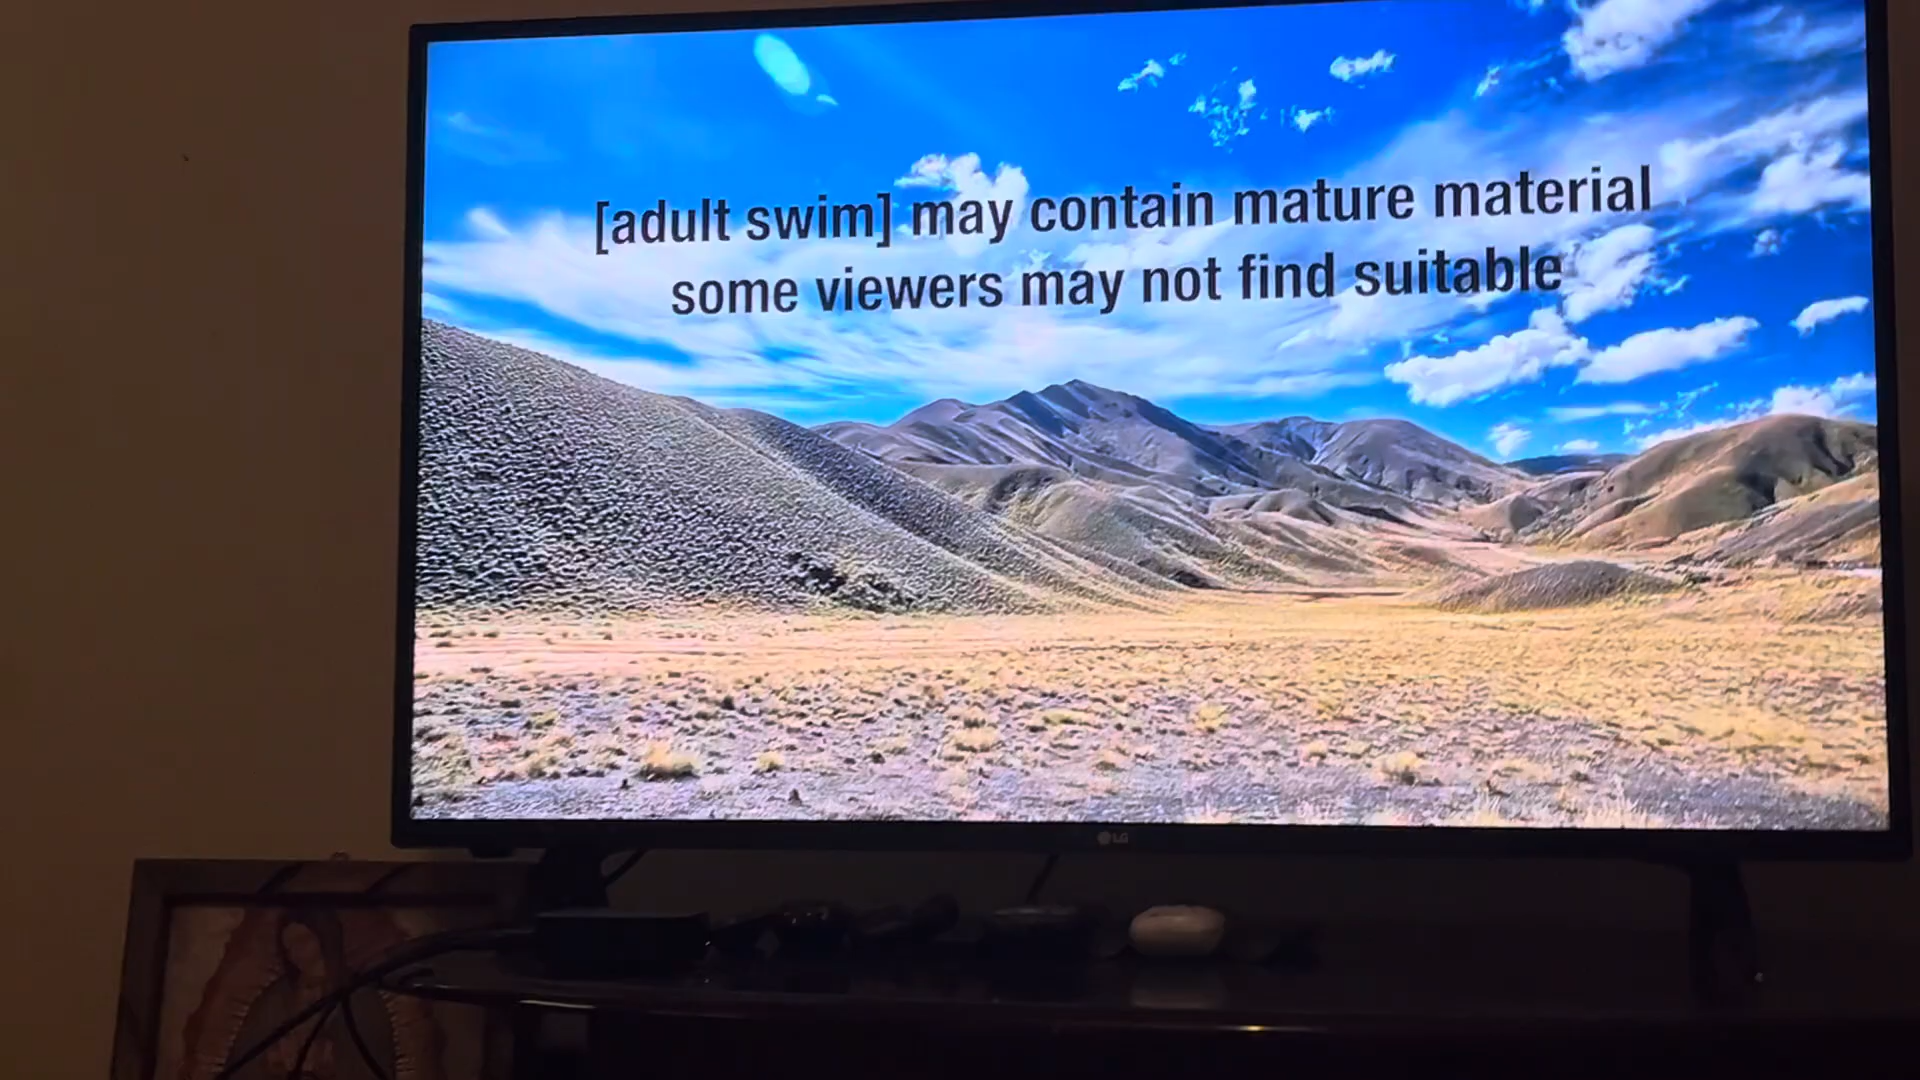 [adult swim] may contain mature material
some viewers may not find suitable
LG